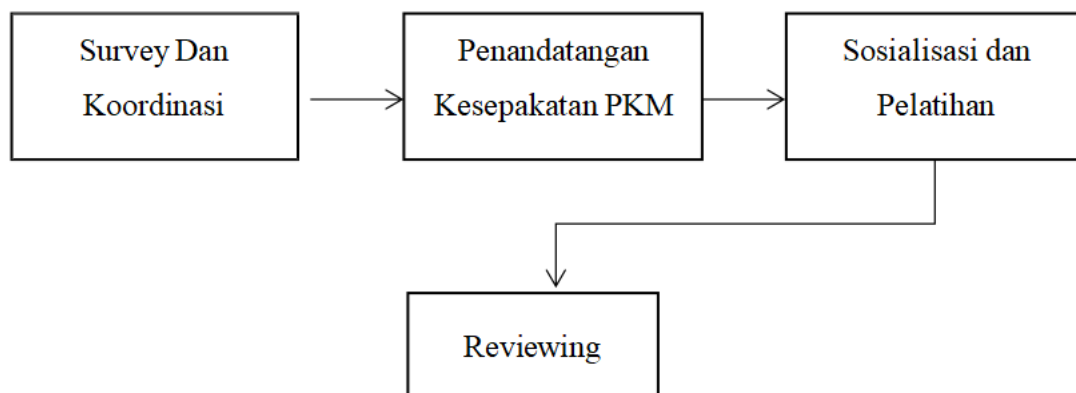 Survey Dan
Koordinasi
Penandatangan
Kesepakatan PKM
Sosialisasi dan
Pelatihan
Reviewing